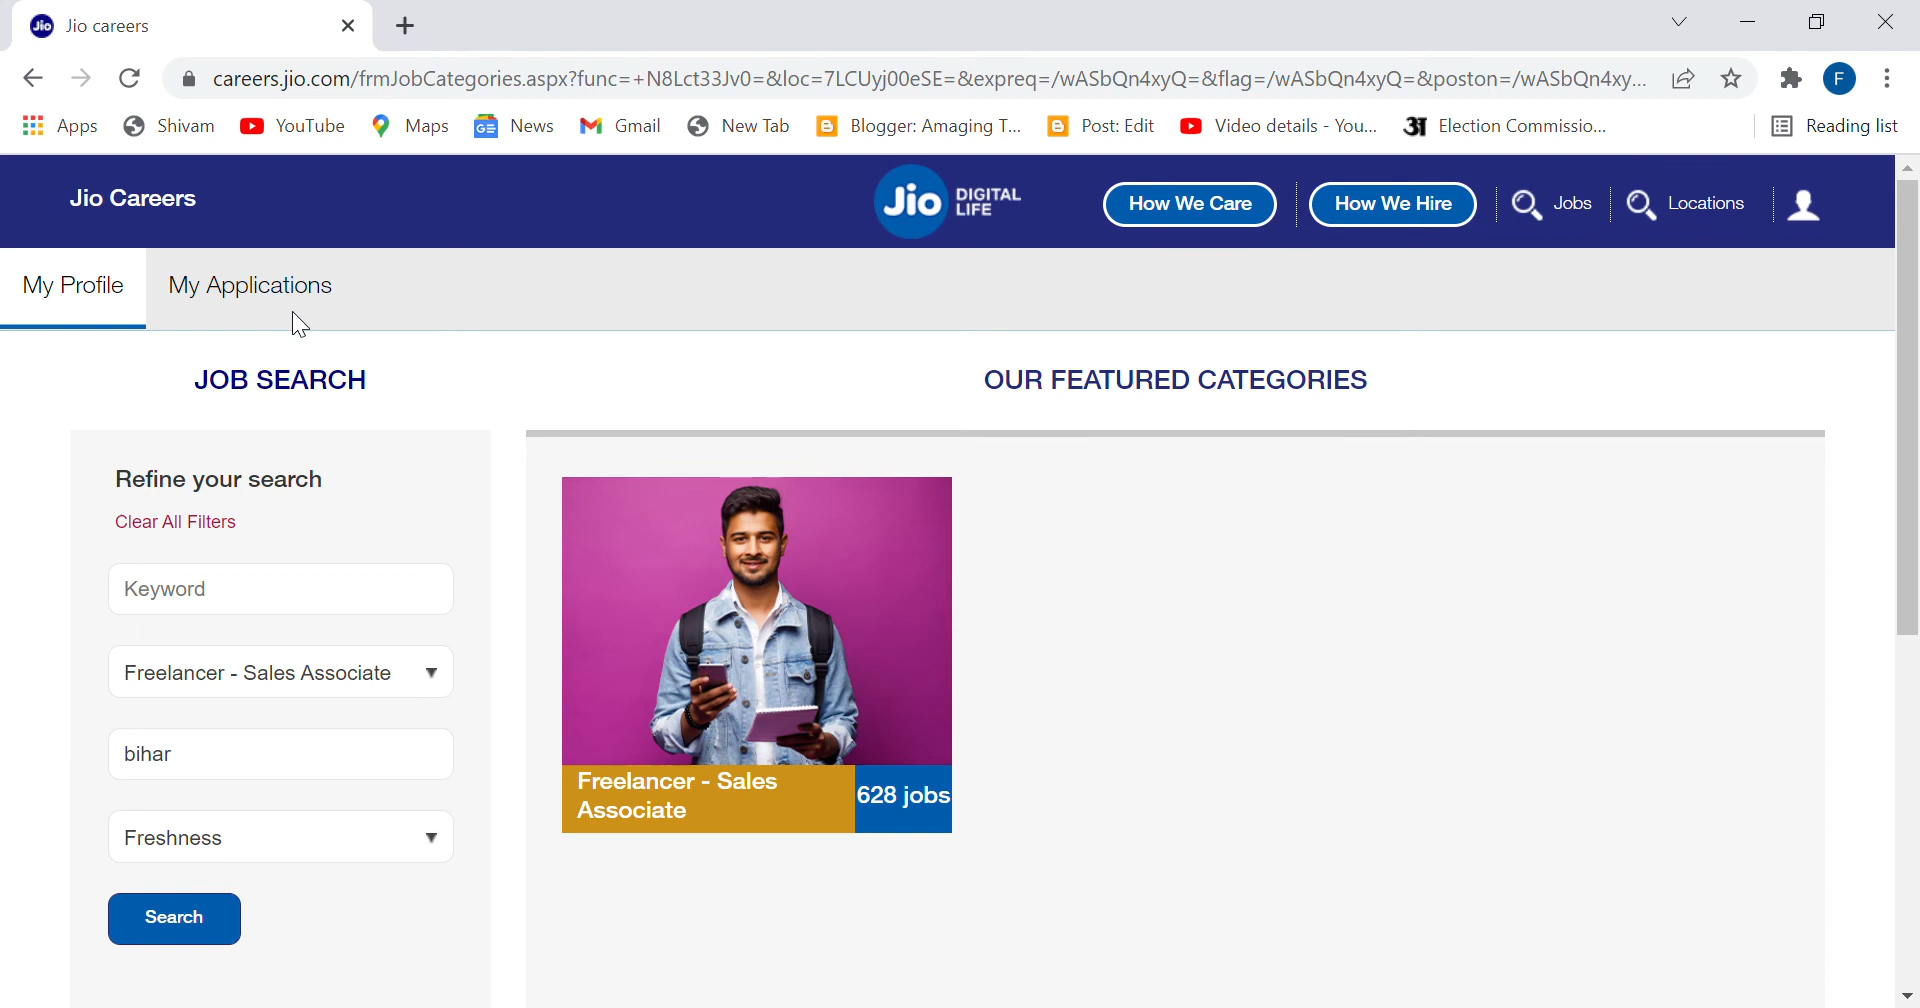 Jio
Jio careers
careers.jio.com/frmJobCategories.aspx?func=+N8Lct33Jv0=&loc=7LCUyj00eSE=&expreq=/wASbQn4xyQ=&flag=/wASbQn4xyQ=&poston=/wASbQn4xy...
F
Apps
Shivam
YouTube
Maps
News
Gmail
New Tab
Blogger: Amaging T...
Post: Edit
Video details - You...
Election Commissio...
Reading list
Jio Careers
Jio
DIGITAL
LIFE
How We Care
How We Hire
Jobs
Locations
My Profile
My Applications
JOB SEARCH
OUR FEATURED CATEGORIES
Refine your search
Clear All Filters
Keyword
Freelancer - Sales Associate
bihar
Freshness
Search
Freelancer - Sales
Associate
628 jobs